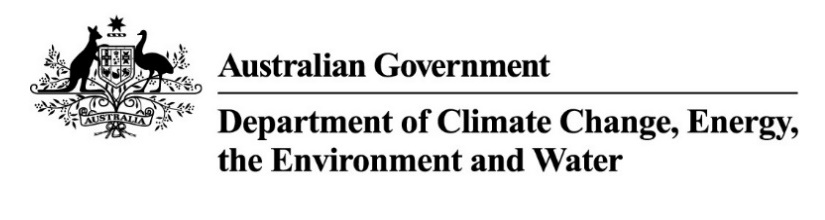 AUSTRALIA
Australian Government
Department of Climate Change, Energy,
the Environment and Water